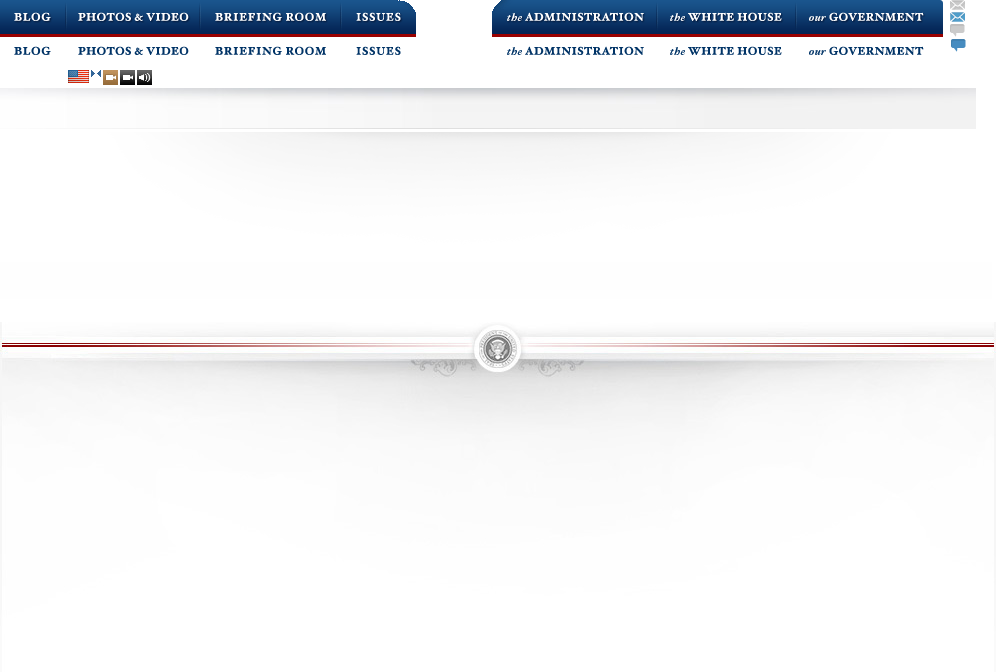 BLOG PHOTOS & VIDEO BRIEFING ROOM ISSUES the ADMINISTRATION the WHITE HOUSE our GOVERNMENT
BLOG PHOTOS & VIDEO BRIEFING ROOM ISSUES the ADMINISTRATION the WHITE HOUSE our GOVERNMENT